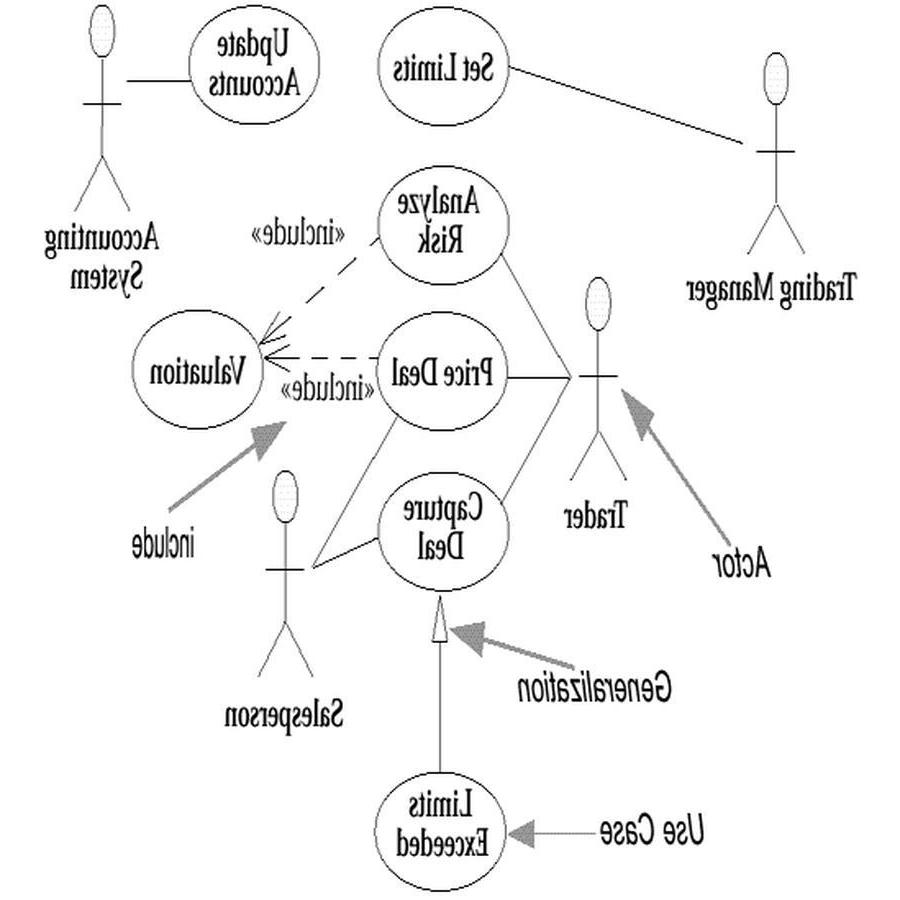 Update
Accounts
Set Limits
Analyze
Risk
«include»
Accounting
System
Trading Manager
Valuation
Price Deal
«include»
Capture
Deal
Trader
include
Actor
Generalization
Salesperson
Limits
Exceeded
Use Case